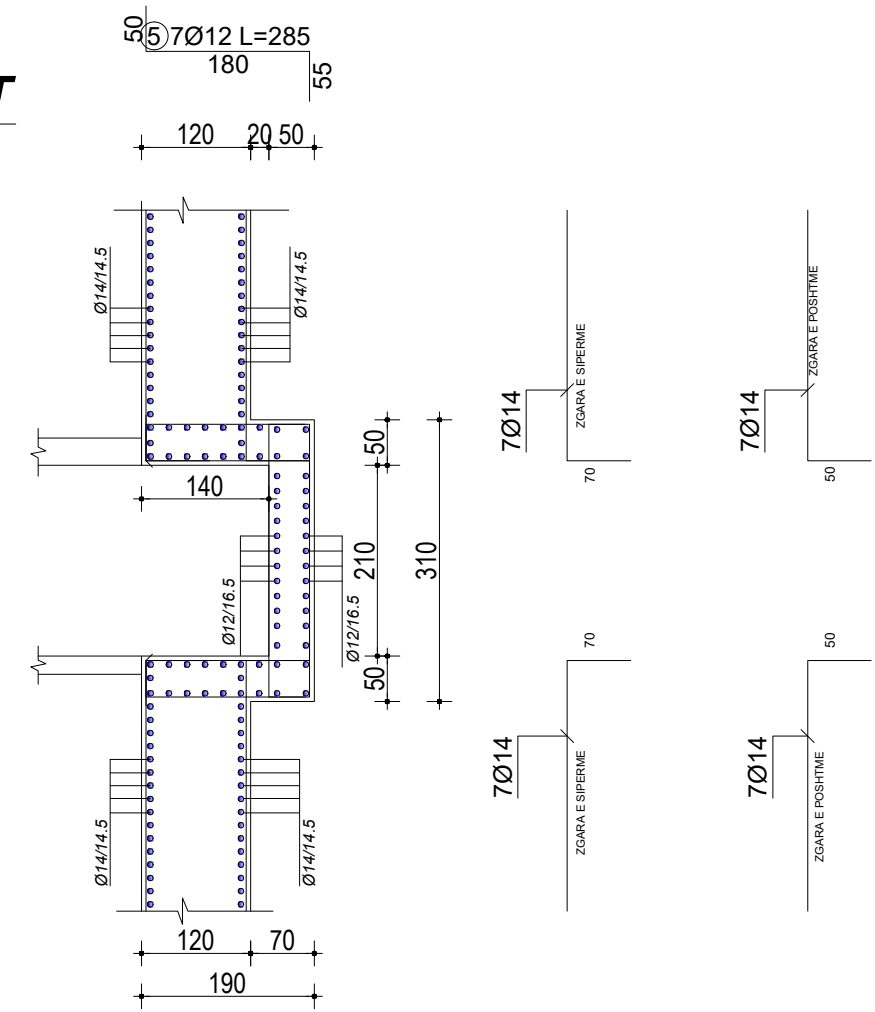 50
5 7Ø12 L=285
180
55
T
120 20 50
Ø14/14.5
Ø14/14.5
50
140
210
310
Ø12/16.5
Ø12/16.5
50
Ø14/14.5
Ø14/14.5
120 70
190
7Ø14
ZGARA E SIPERME
70
7Ø14
ZGARA E POSHTME
50
70
7Ø14
ZGARA E SIPERME
50
7Ø14
ZGARA E POSHTME